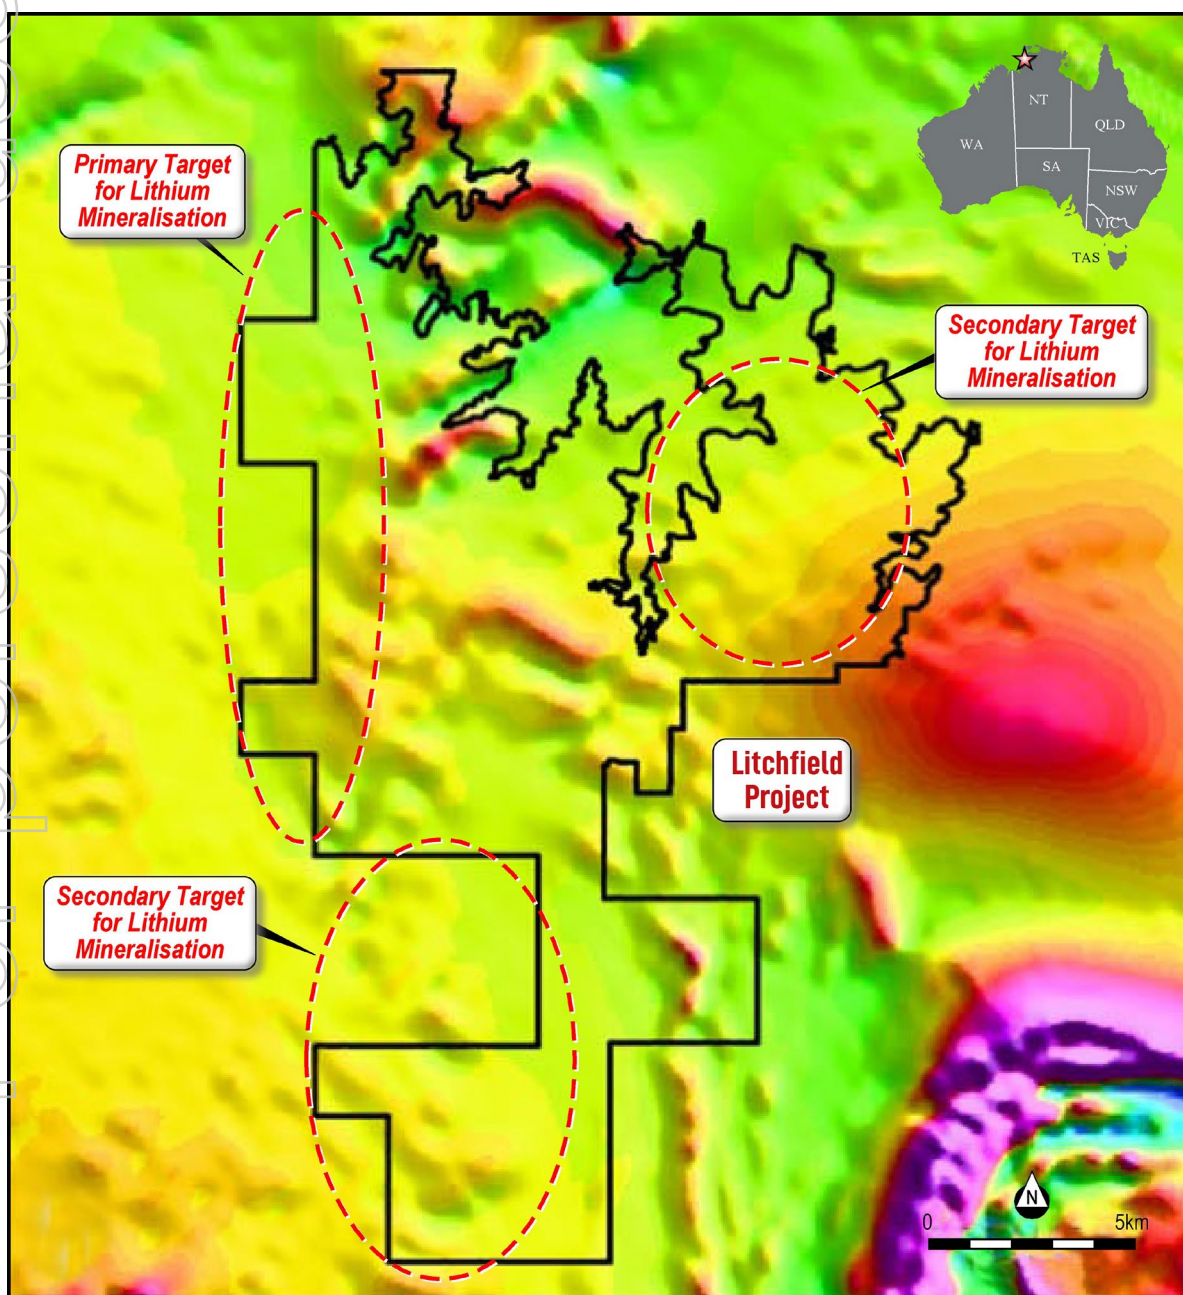 Primary Target
for Lithium
Mineralisation
NT
WA
QLD
SA
NSW
VIC
TAS
Secondary Target
for Lithium
Mineralisation
Litchfield
Project
Secondary Target
for Lithium
Mineralisation
N
0 5km